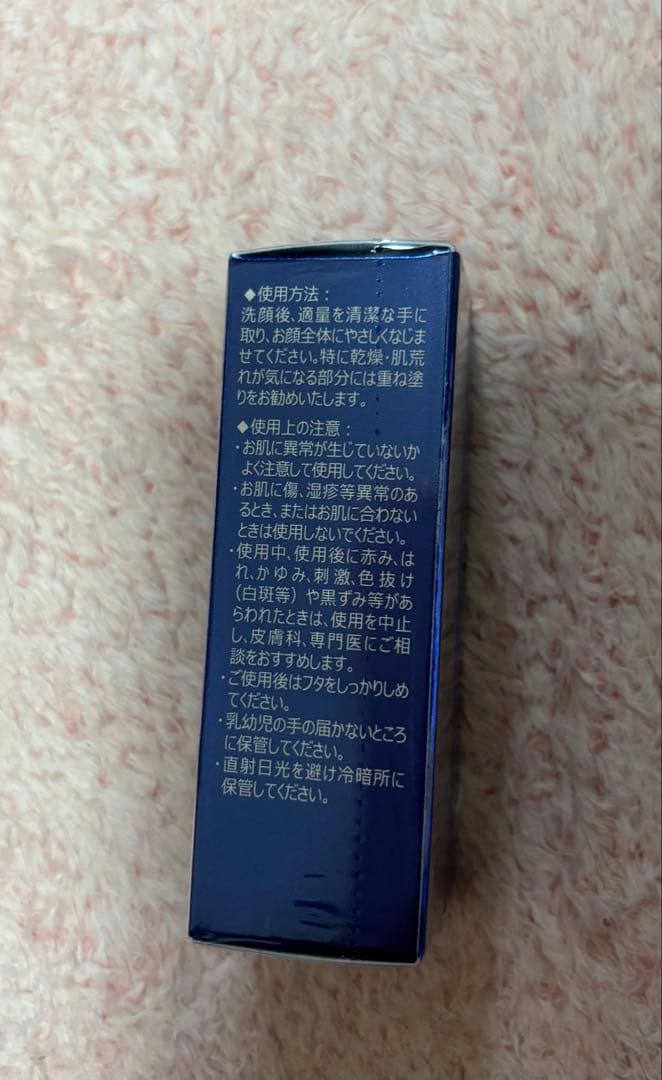 ◆使用方法：
洗顔後、適量を清潔な手に
取り、お顔全体にやさしくなじま
せてください。特に乾燥・肌荒
れが気になる部分には重ね塗
りをお勧めいたします。
◆使用上の注意：
・お肌に異常が生じていないか
よく注意して使用してください。
・お肌に傷、湿疹等異常のあ
るとき、またはお肌に合わない
ときは使用しないでください。
・使用中、使用後に赤み、は
れ、かゆみ、刺激、色抜け
（白斑等）や黒ずみ等があ
らわれたときは、使用を中止
し、皮膚科、専門医にご相
談をおすすめします。
・ご使用後はフタをしっかりしめ
てください。
・乳幼児の手の届かないところ
に保管してください。
・直射日光を避け冷暗所に
保管してください。